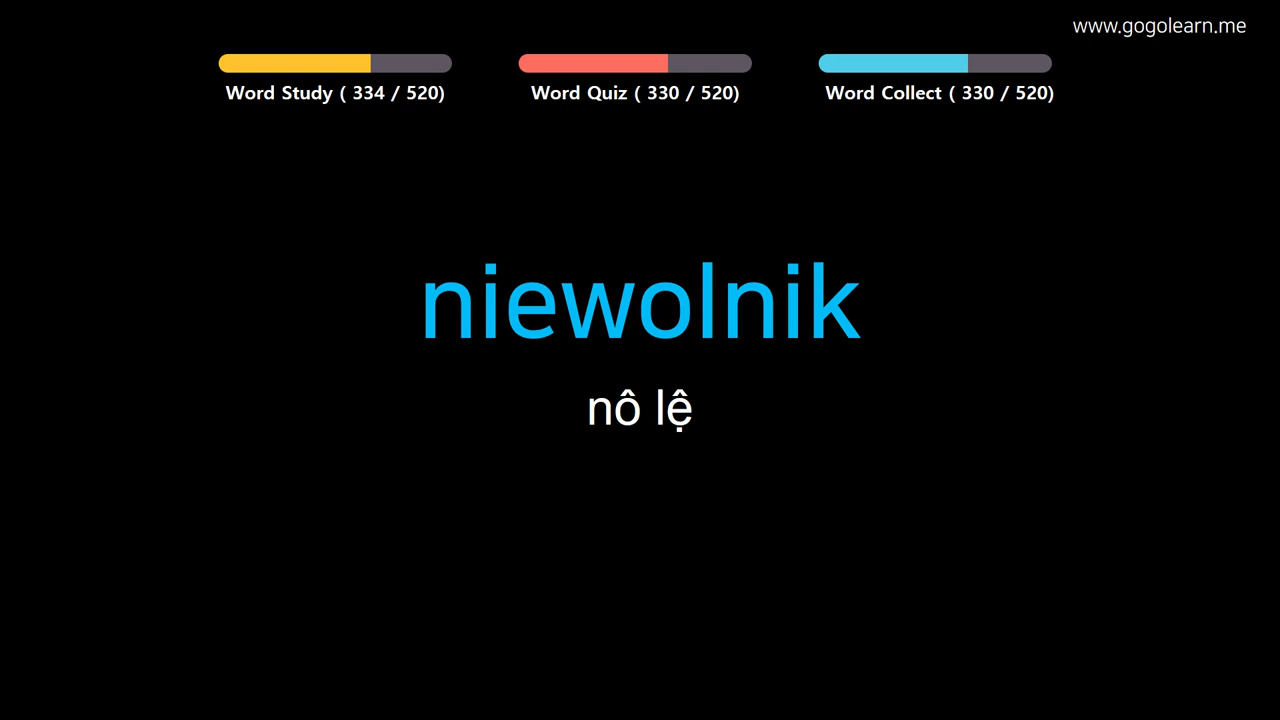 www.gogolearn.me
Word Study ( 334 / 520)
Word Quiz ( 330 / 520)
Word Collect ( 330 / 520)
niewolnik
nô lệ